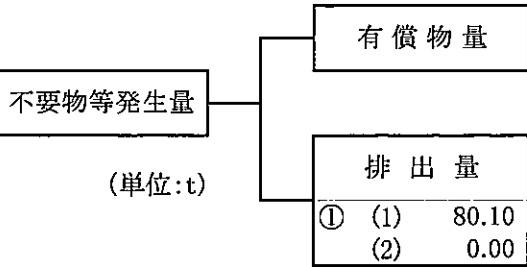 有償物量
不要物等発生量
(単位:t)
排出量
① (1) 80.10
(2) 0.00